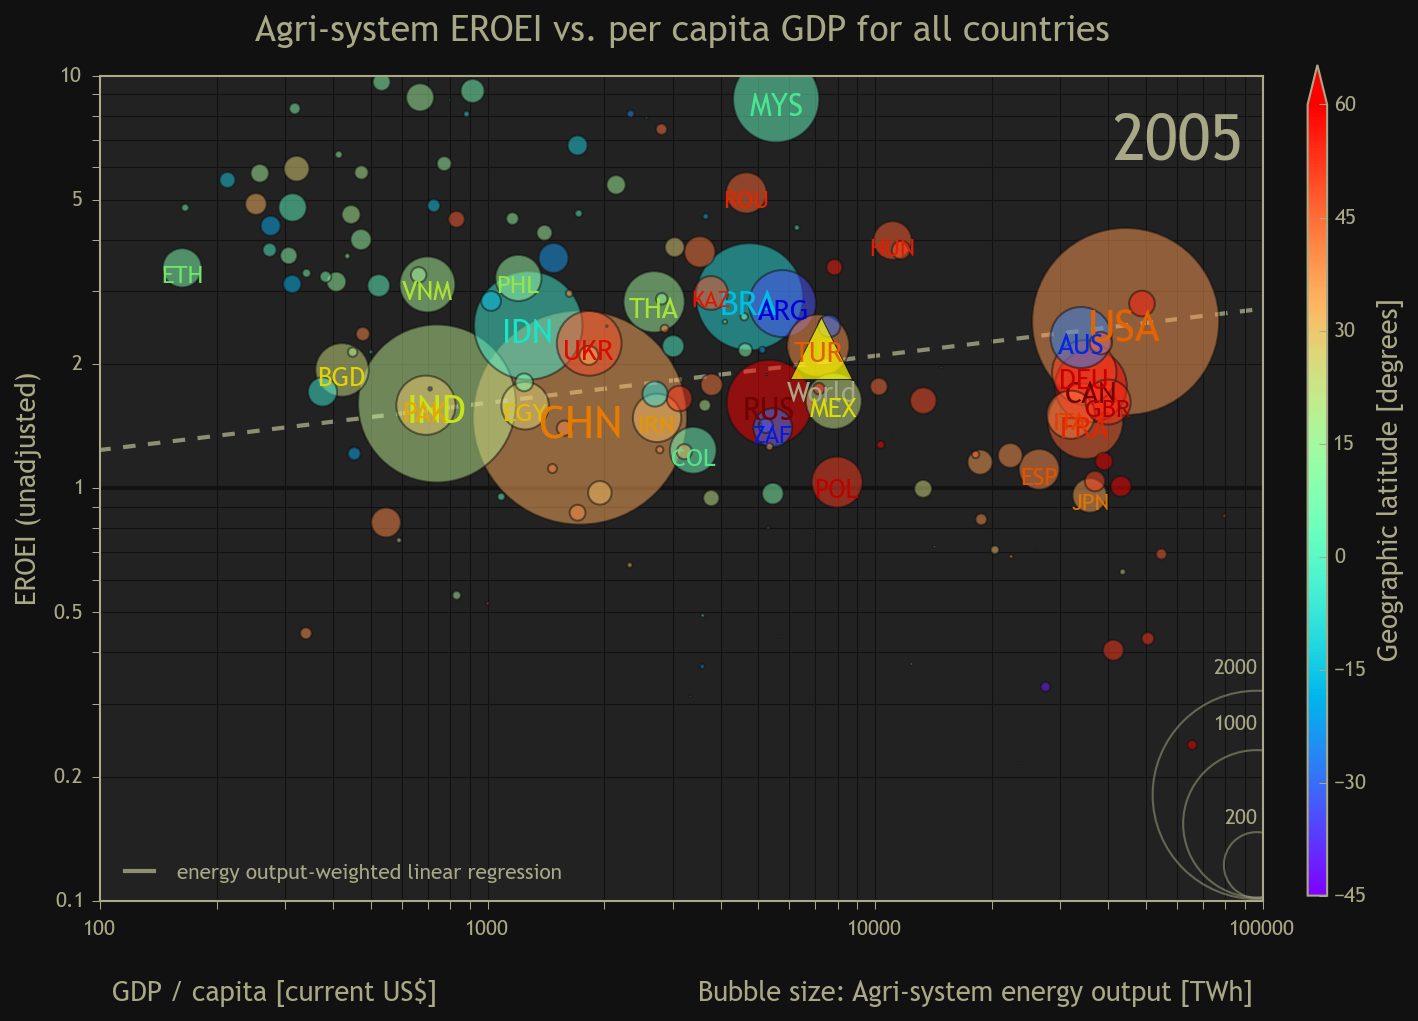 Agri-system EROEI vs. per capita GDP for all countries
2005
10
5
2
1
0.5
0.2
0.1
EROEI (unadjusted)
MYS
ROU
HUN
ETH
VNM
PHL
THA
KAZ
BRA
ARG
IDN
UKR
TUR
USA
AUS
BGD
World
DEU
CAN
GBR
PAK
IND
EGY
CHN
IRN
RUS
ZAF
MEX
ITA
FRA
COL
POL
ESP
JPN
2000
1000
200
energy output-weighted linear regression
100
1000
10000
100000
GDP / capita [current US$]
Bubble size: Agri-system energy output [TWh]
60
45
30
15
0
−15
−30
−45
Geographic latitude [degrees]